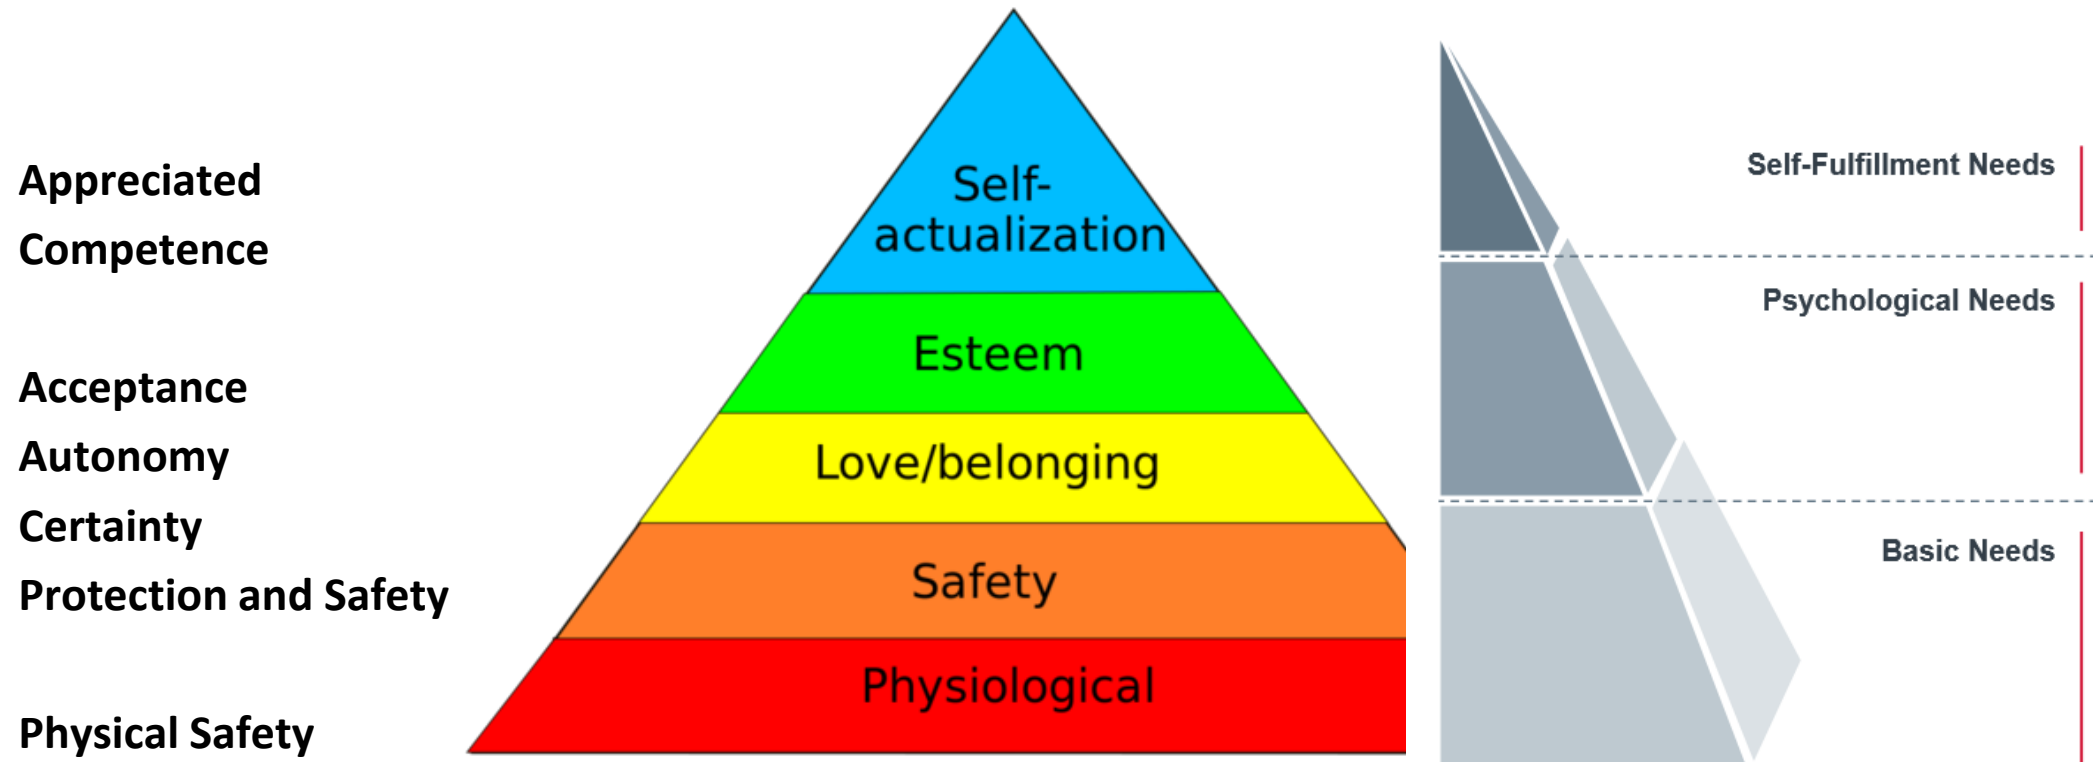 Appreciated
Competence
Acceptance
Autonomy
Certainty
Protection and Safety
Physical Safety
Self-
actualization
Esteem
Love/belonging
Safety
Physiological
Self-Fulfillment Needs
Psychological Needs
Basic Needs